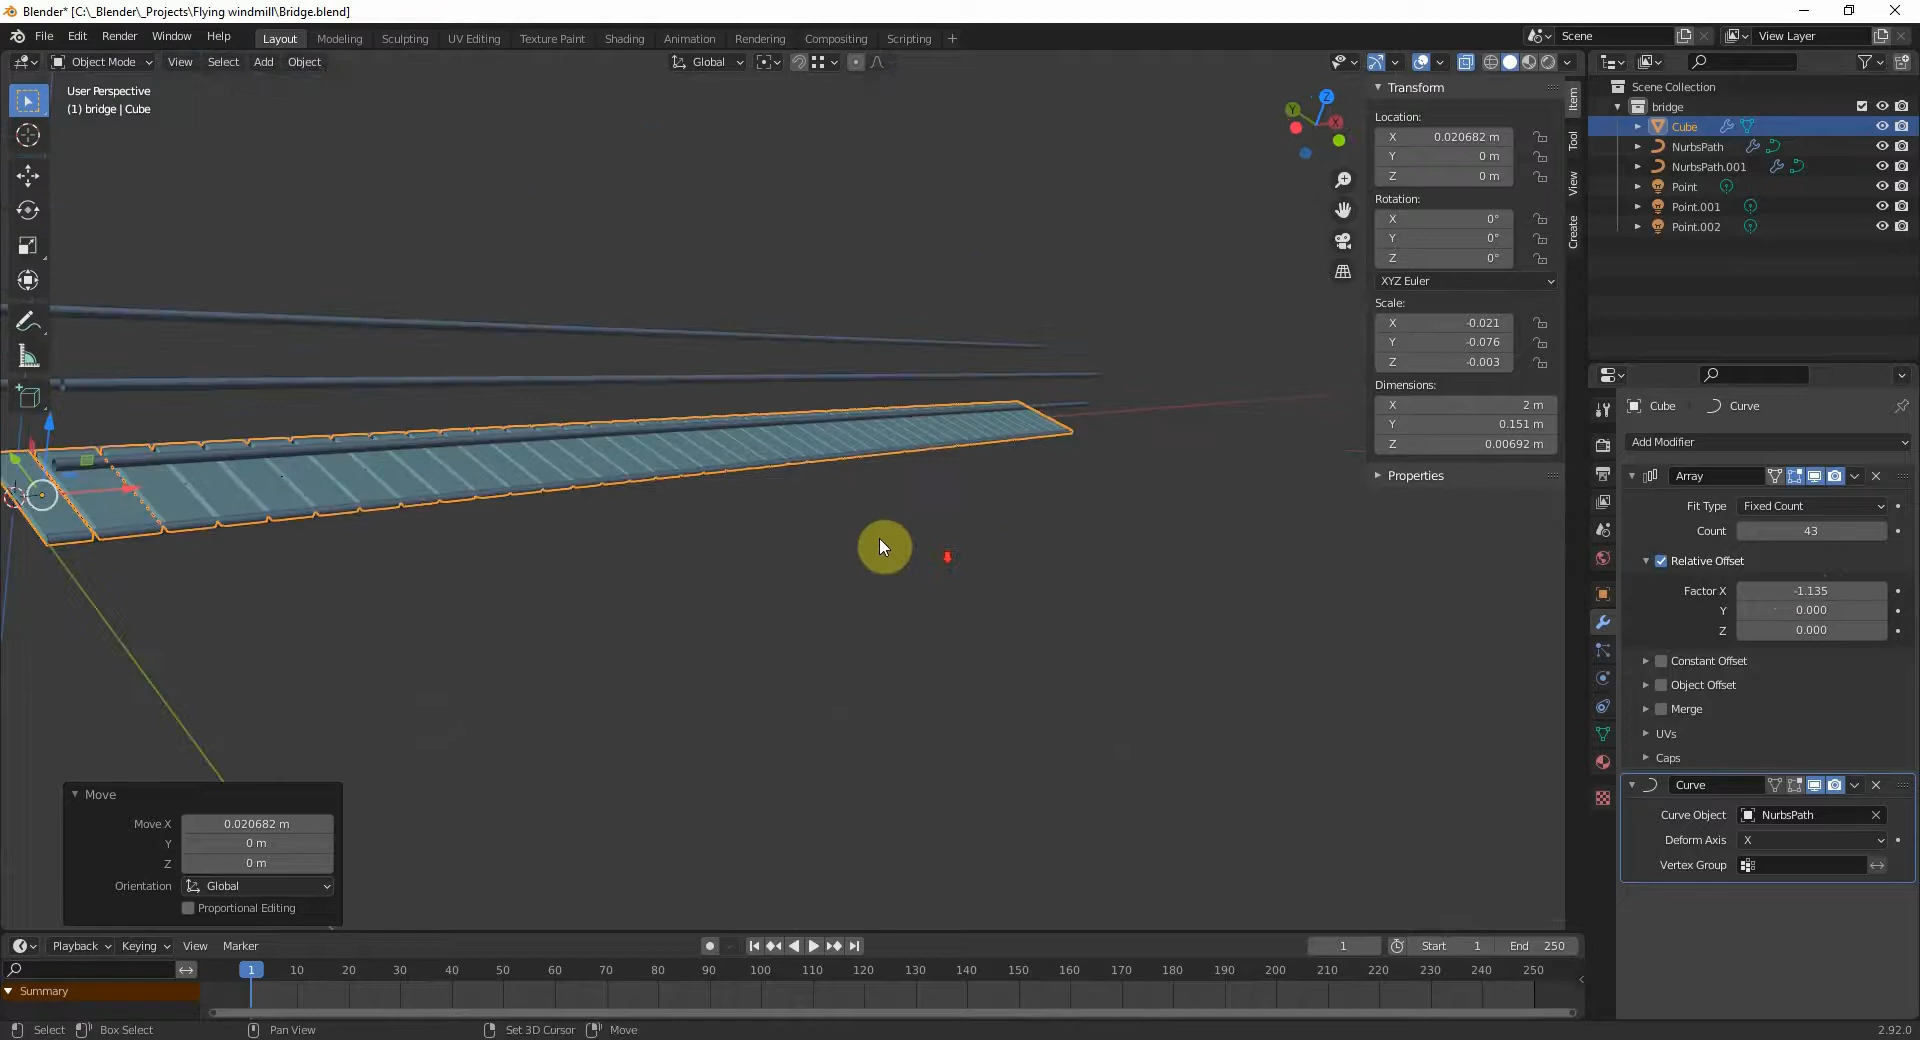 Blender* [C:\_Blender\_Projects\Flying windmill\Bridge.blend]
File Edit Render Window Help
Layout Modeling Sculpting UV Editing Texture Paint Shading Animation Rendering Compositing Scripting +
Scene
View Layer
Object Mode View Select Add Object
Global
User Perspective
(1) bridge | Cube
Z
Y
X
Transform
Location:
X 0.020682 m
Y 0 m
Z 0 m
Rotation:
X 0°
Y 0°
Z 0°
XYZ Euler
Scale:
X -0.021
Y -0.076
Z -0.003
Dimensions:
X 2 m
Y 0.151 m
Z 0.00692 m
Properties
Item
Tool
View
Create
Scene Collection
bridge
Cube
NurbsPath
NurbsPath.001
Point
Point.001
Point.002
Cube Curve
Add Modifier
Array
Fit Type Fixed Count
Count 43
Relative Offset
Factor X -1.135
Y 0.000
Z 0.000
Constant Offset
Object Offset
Merge
UVs
Caps
Curve
Curve Object NurbsPath
Deform Axis X
Vertex Group
Move
Move X 0.020682 m
Y 0 m
Z 0 m
Orientation Global
Proportional Editing
Playback Keying View Marker
1 Start 1 End 250
1 10 20 30 40 50 60 70 80 90 100 110 120 130 140 150 160 170 180 190 200 210 220 230 240 250
Summary
Select Box Select Pan View Set 3D Cursor Move 2.92.0